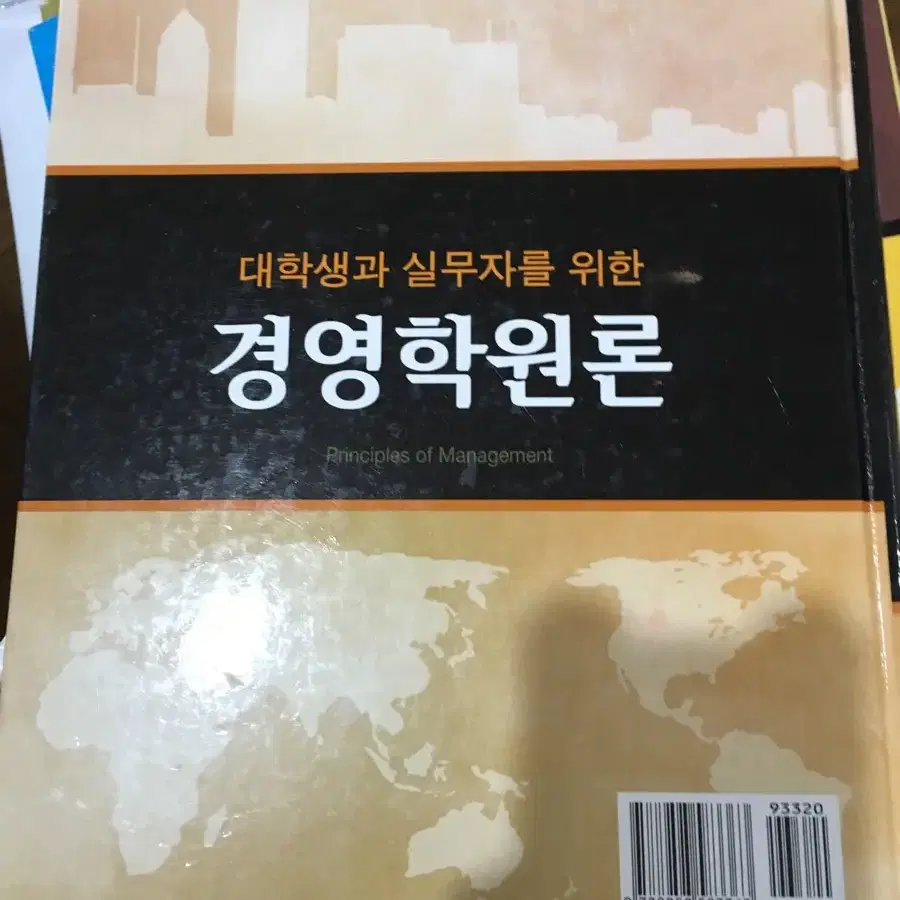 대학생과 실무자를 위한
경영학원론
Principles of Management
93320